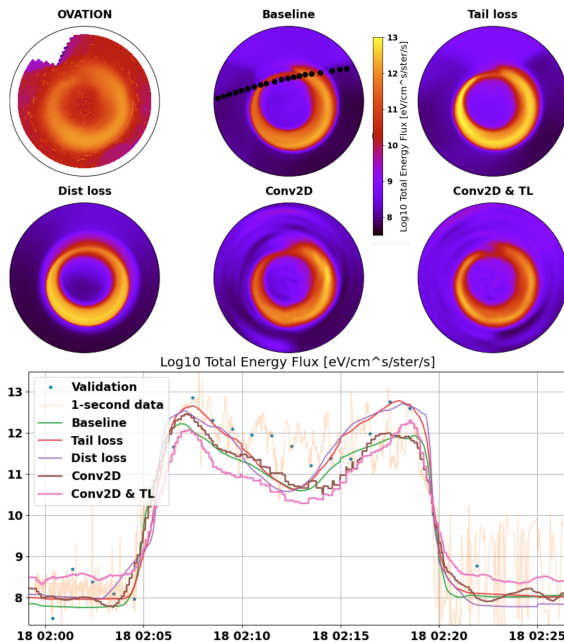 OVATION
Baseline
Tail loss
13
12
11
10
9
8
Log10 Total Energy Flux [eV/cm^s/ster/s]
Dist loss
Conv2D
Conv2D & TL
Log10 Total Energy Flux [eV/cm^s/ster/s]
13
12
11
10
9
8
Validation
1-second data
Baseline
Tail loss
Dist loss
Conv2D
Conv2D & TL
18 02:00
18 02:05
18 02:10
18 02:15
18 02:20
18 02:25